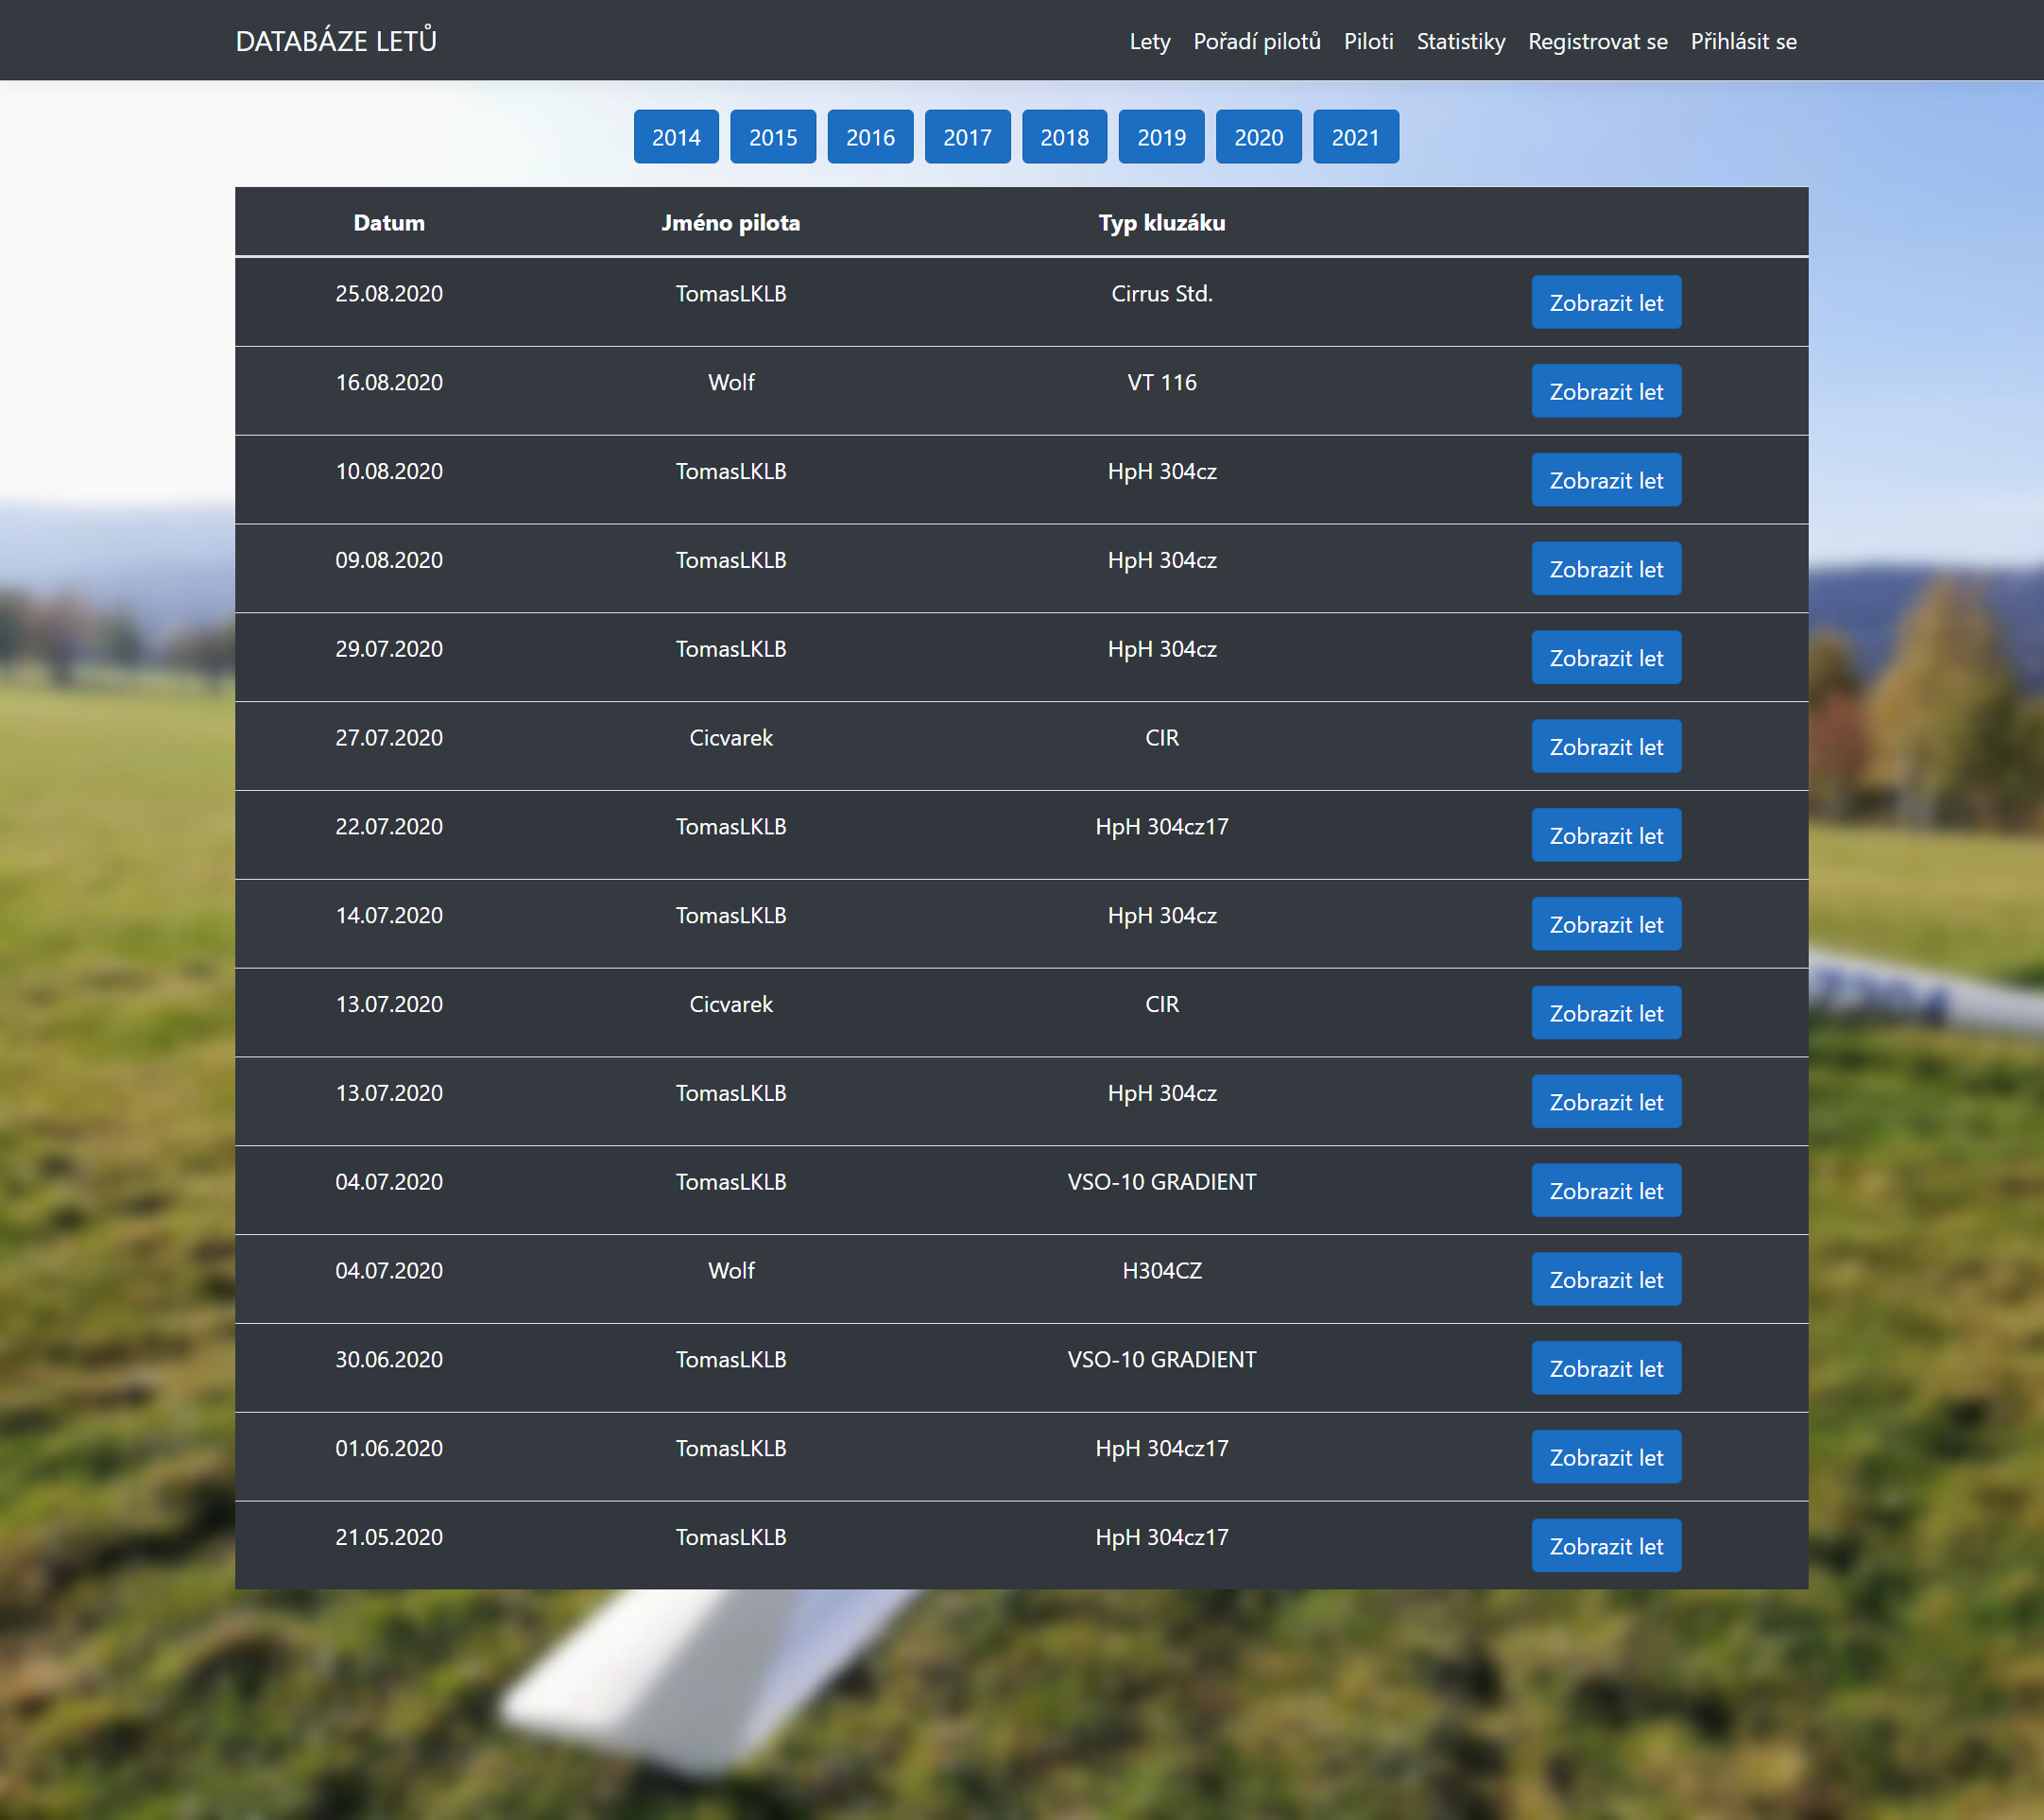 DATABÁZE LETŮ Lety Pořadí pilotů Piloti Statistiky Registrovat se Přihlásit se
2014 2015 2016 2017 2018 2019 2020 2021
Datum Jméno pilota Typ kluzáku
25.08.2020 TomasLKLB Cirrus Std. Zobrazit let
16.08.2020 Wolf VT 116 Zobrazit let
10.08.2020 TomasLKLB HpH 304cz Zobrazit let
09.08.2020 TomasLKLB HpH 304cz Zobrazit let
29.07.2020 TomasLKLB HpH 304cz Zobrazit let
27.07.2020 Cicvarek CIR Zobrazit let
22.07.2020 TomasLKLB HpH 304cz17 Zobrazit let
14.07.2020 TomasLKLB HpH 304cz Zobrazit let
13.07.2020 Cicvarek CIR Zobrazit let
13.07.2020 TomasLKLB HpH 304cz Zobrazit let
04.07.2020 TomasLKLB VSO-10 GRADIENT Zobrazit let
04.07.2020 Wolf H304CZ Zobrazit let
30.06.2020 TomasLKLB VSO-10 GRADIENT Zobrazit let
01.06.2020 TomasLKLB HpH 304cz17 Zobrazit let
21.05.2020 TomasLKLB HpH 304cz17 Zobrazit let